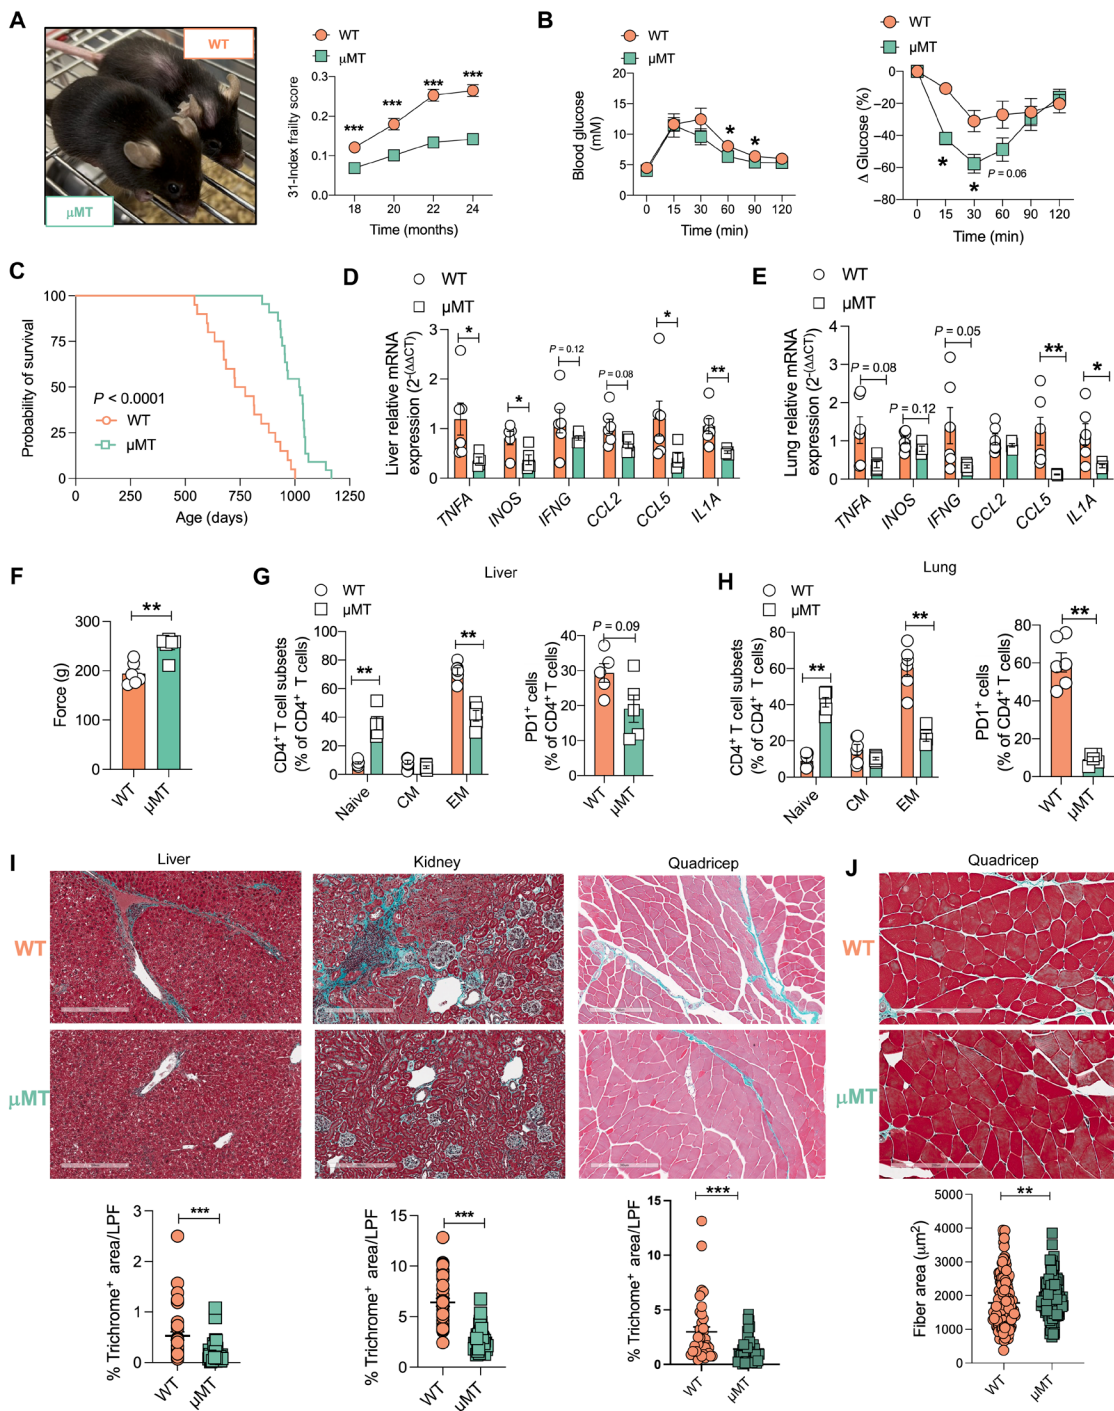 A
WT
μMT
WT
μMT
31-Index frailty score
0.3
0.2
0.1
0.0
***
***
***
***
18
20
22
24
Time (months)
B
WT
μMT
Blood glucose
(mM)
20
15
10
5
0
*
*
0
15
30
60
90
120
Time (min)
WT
μMT
Δ Glucose (%)
0
−20
−40
−60
−80
*
*
P = 0.06
0
15
30
60
90
120
Time (min)
C
Probability of survival
100
75
50
25
0
P < 0.0001
WT
μMT
0
250
500
750
1000
1250
Age (days)
D
WT
μMT
Liver relative mRNA
expression (2^-(ΔΔCT))
3
2
1
0
*
*
P = 0.12
P = 0.08
*
**
TNFA
INOS
IFNG
CCL2
CCL5
IL1A
E
WT
μMT
Lung relative mRNA
expression (2^-(ΔΔCT))
4
3
2
1
0
P = 0.08
P = 0.12
P = 0.05
**
*
TNFA
INOS
IFNG
CCL2
CCL5
IL1A
F
Force (g)
300
200
100
0
**
WT
μMT
G
Liver
WT
μMT
CD4⁺ T cell subsets
(% of CD4⁺ T cells)
80
60
40
20
0
**
**
Naive
CM
EM
PD1⁺ cells
(% of CD4⁺ T cells)
40
30
20
10
0
P = 0.09
WT
μMT
H
Lung
WT
μMT
CD4⁺ T cell subsets
(% of CD4⁺ T cells)
80
60
40
20
0
**
**
Naive
CM
EM
PD1⁺ cells
(% of CD4⁺ T cells)
80
60
40
20
0
**
WT
μMT
I
Liver
Kidney
Quadricep
WT
μMT
% Trichrome⁺ area/LPF
3
2
1
0
***
WT
μMT
% Trichrome⁺ area/LPF
15
10
5
0
***
WT
uMT
% Trichome⁺ area/LPF
15
10
5
0
***
WT
μMT
J
Quadricep
WT
μMT
Fiber area (μm²)
5000
4000
3000
2000
1000
0
**
WT
μMT